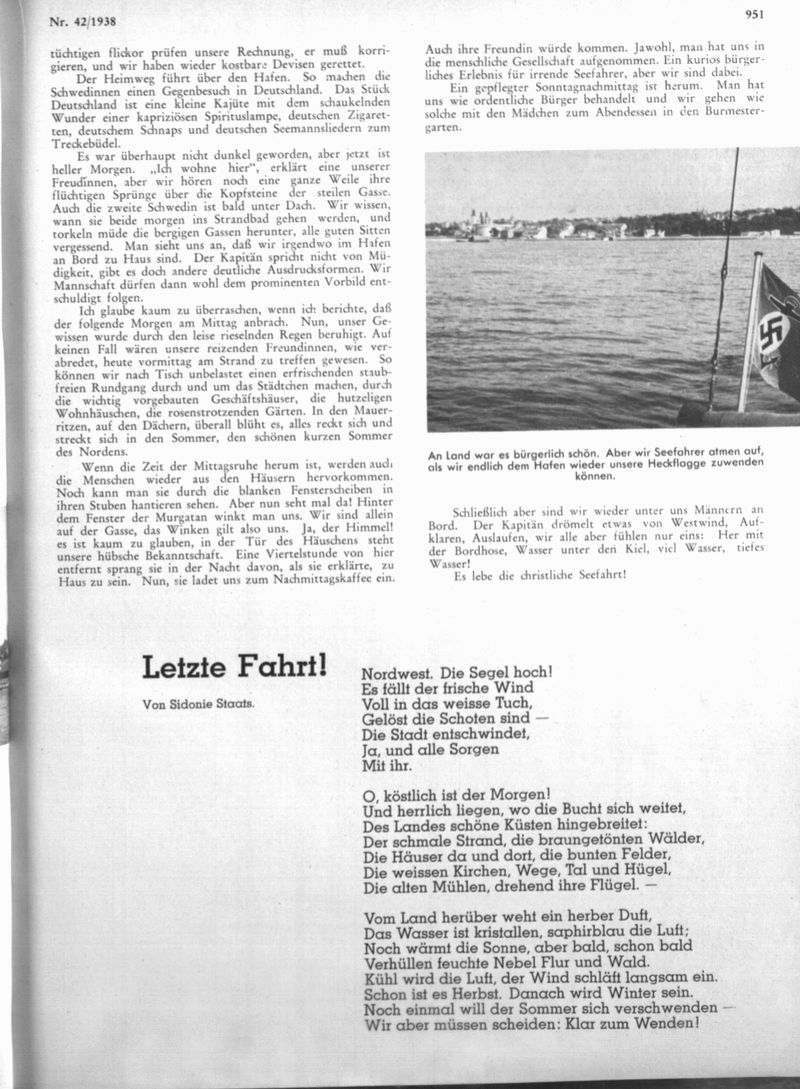 Nr. 42/1938
951
tüchtigen flickor prüfen unsere Rechnung, er muß korri-
gieren, und wir haben wieder kostbare Devisen gerettet.
Der Heimweg führt über den Hafen. So machen die
Schwedinnen einen Gegenbesuch in Deutschland. Das Stück
Deutschland ist eine kleine Kajüte mit dem schaukelnden
Wunder einer kapriziösen Spirituslampe, deutschen Zigaret-
ten, deutschem Schnaps und deutschen Seemannsliedern zum
Treckebüdel.
Es war überhaupt nicht dunkel geworden, aber jetzt ist
heller Morgen. „Ich wohne hier“, erklärt eine unserer
Freudinnen, aber wir hören noch eine ganze Weile ihre
flüchtigen Sprünge über die Kopfsteine der steilen Gasse.
Auch die zweite Schwedin ist bald unter Dach. Wir wissen,
wann sie beide morgen ins Strandbad gehen werden, und
torkeln müde die bergigen Gassen herunter, alle guten Sitten
vergessend. Man sieht uns an, daß wir irgendwo im Hafen
an Bord zu Haus sind. Der Kapitän spricht nicht von Mü-
digkeit, gibt es doch andere deutliche Ausdrucksformen. Wir
Mannschaft dürfen dann wohl dem prominenten Vorbild ent-
schuldigt folgen.
Ich glaube kaum zu überraschen, wenn ich berichte, daß
der folgende Morgen am Mittag anbrach. Nun, unser Ge-
wissen wurde durch den leise rieselnden Regen beruhigt. Auf
keinen Fall wären unsere reizenden Freundinnen, wie ver-
abredet, heute vormittag am Strand zu treffen gewesen. So
können wir nach Tisch unbelastet einen erfrischenden staub-
freien Rundgang durch und um das Städtchen machen, durch
die wichtig vorgebauten Geschäftshäuser, die hutzeligen
Wohnhäuschen, die rosenstrotzenden Gärten. In den Mauer-
ritzen, auf den Dächern, überall blüht es, alles reckt sich und
streckt sich in den Sommer, den schönen kurzen Sommer
des Nordens.
Wenn die Zeit der Mittagsruhe herum ist, werden auch
die Menschen wieder aus den Häusern hervorkommen.
Noch kann man sie durch die blanken Fensterscheiben in
ihren Stuben hantieren sehen. Aber nun seht mal da! Hinter
dem Fenster der Murgatan winkt man uns. Wir sind allein
auf der Gasse, das Winken gilt also uns. Ja, der Himmel!
es ist kaum zu glauben, in der Tür des Häuschens steht
unsere hübsche Bekanntschaft. Eine Viertelstunde von hier
entfernt sprang sie in der Nacht davon, als sie erklärte, zu
Haus zu sein. Nun, sie ladet uns zum Nachmittagskaffee ein.
Auch ihre Freundin würde kommen. Jawohl, man hat uns in
die menschliche Gesellschaft aufgenommen. Ein kurios bürger-
liches Erlebnis für irrende Seefahrer, aber wir sind dabei.
Ein gepflegter Sonntagnachmittag ist herum. Man hat
uns wie ordentliche Bürger behandelt und wir gehen wie
solche mit den Mädchen zum Abendessen in den Burmester-
garten.
An Land war es bürgerlich schön. Aber wir Seefahrer atmen auf,
als wir endlich dem Hafen wieder unsere Heckflagge zuwenden
können.
Schließlich aber sind wir wieder unter uns Männern an
Bord. Der Kapitän drömelt etwas von Westwind, Auf-
klaren, Auslaufen, wir alle aber fühlen nur eins: Her mit
der Bordhose, Wasser unter den Kiel, viel Wasser, tiefes
Wasser!
Es lebe die christliche Seefahrt!
Letzte Fahrt!
Von Sidonie Staats.
Nordwest. Die Segel hoch!
Es fällt der frische Wind
Voll in das weisse Tuch,
Gelöst die Schoten sind —
Die Stadt entschwindet,
Ja, und alle Sorgen
Mit ihr.
O, köstlich ist der Morgen!
Und herrlich liegen, wo die Bucht sich weitet,
Des Landes schöne Küsten hingebreitet:
Der schmale Strand, die braungetönten Wälder,
Die Häuser da und dort, die bunten Felder,
Die weissen Kirchen, Wege, Tal und Hügel,
Die alten Mühlen, drehend ihre Flügel. —
Vom Land herüber weht ein herber Duft,
Das Wasser ist kristallen, saphirblau die Luft;
Noch wärmt die Sonne, aber bald, schon bald
Verhüllen feuchte Nebel Flur und Wald.
Kühl wird die Luft, der Wind schläft langsam ein.
Schon ist es Herbst. Danach wird Winter sein.
Noch einmal will der Sommer sich verschwenden —
Wir aber müssen scheiden: Klar zum Wenden!